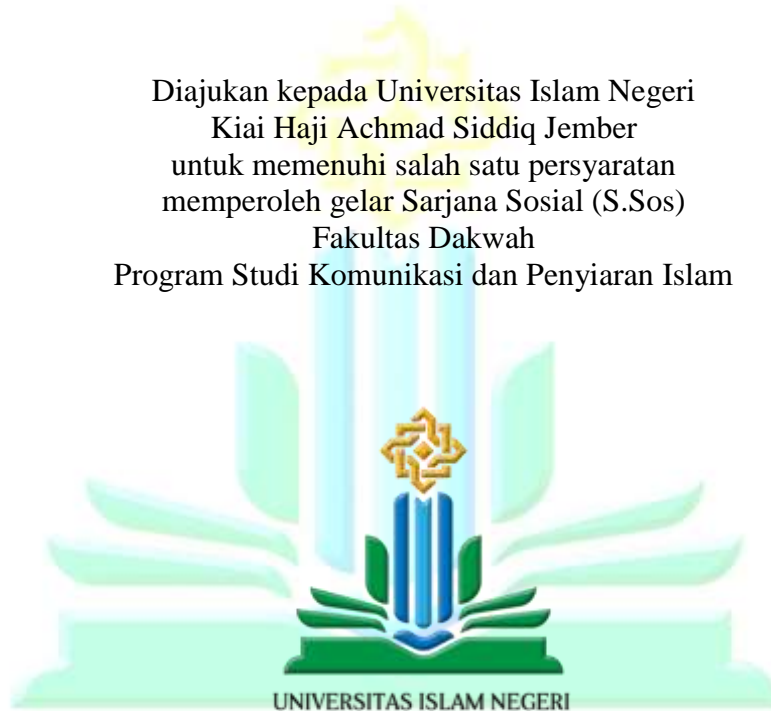 Diajukan kepada Universitas Islam Negeri
Kiai Haji Achmad Siddiq Jember
untuk memenuhi salah satu persyaratan
memperoleh gelar Sarjana Sosial (S.Sos)
Fakultas Dakwah
Program Studi Komunikasi dan Penyiaran Islam
UNIVERSITAS ISLAM NEGERI